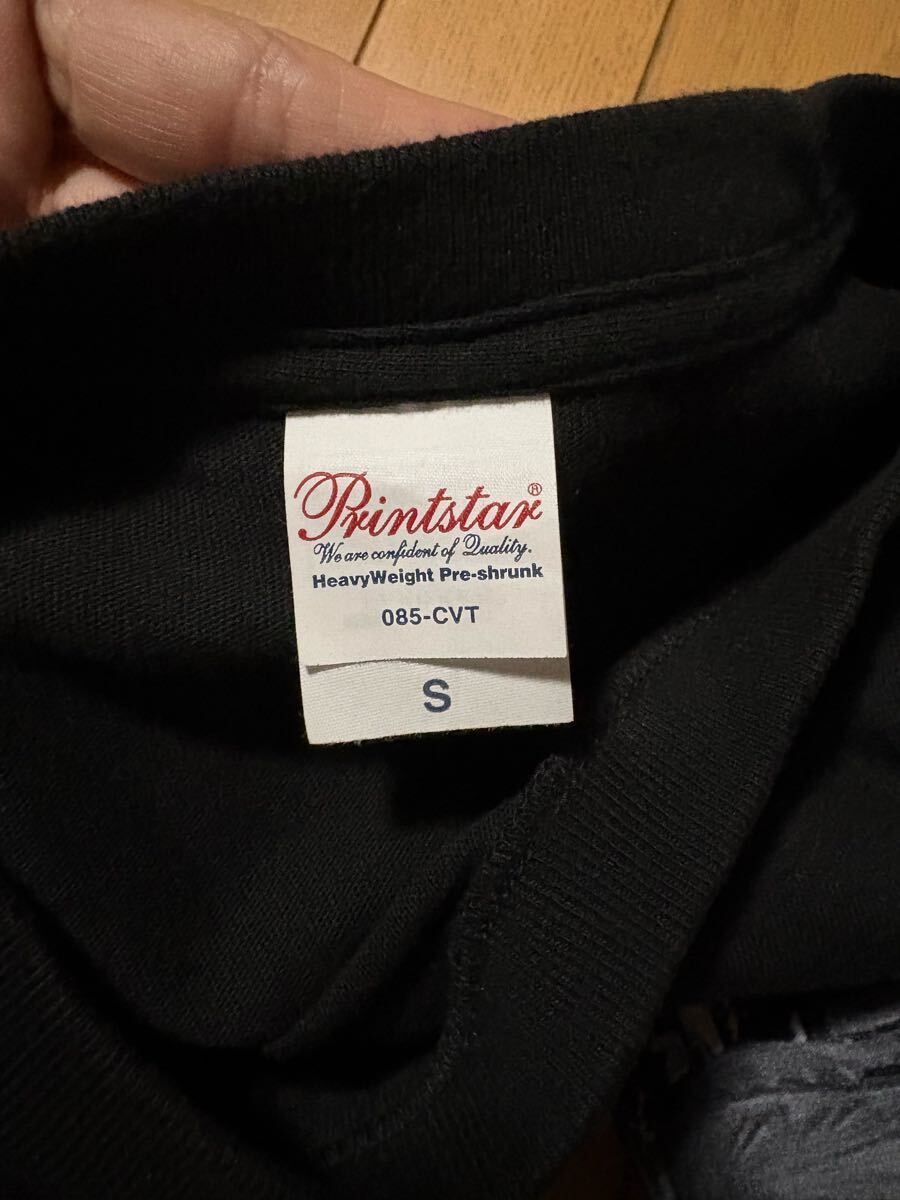 Printstar®
We are confident of Quality.
HeavyWeight Pre-shrunk
085-CVT
S